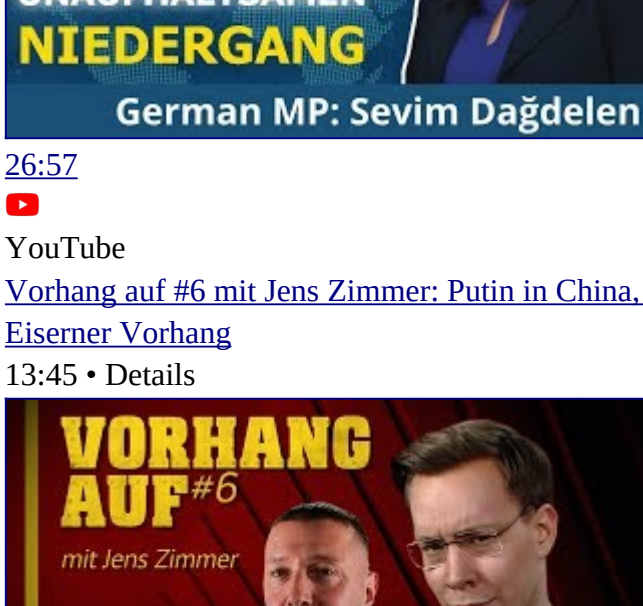 UNAUFHALTSAMEN
NIEDERGANG
German MP: Sevim Dağdelen
26:57
YouTube
Vorhang auf #6 mit Jens Zimmer: Putin in China,
Eiserner Vorhang
13:45 • Details
VORHANG
AUF#6
mit Jens Zimmer